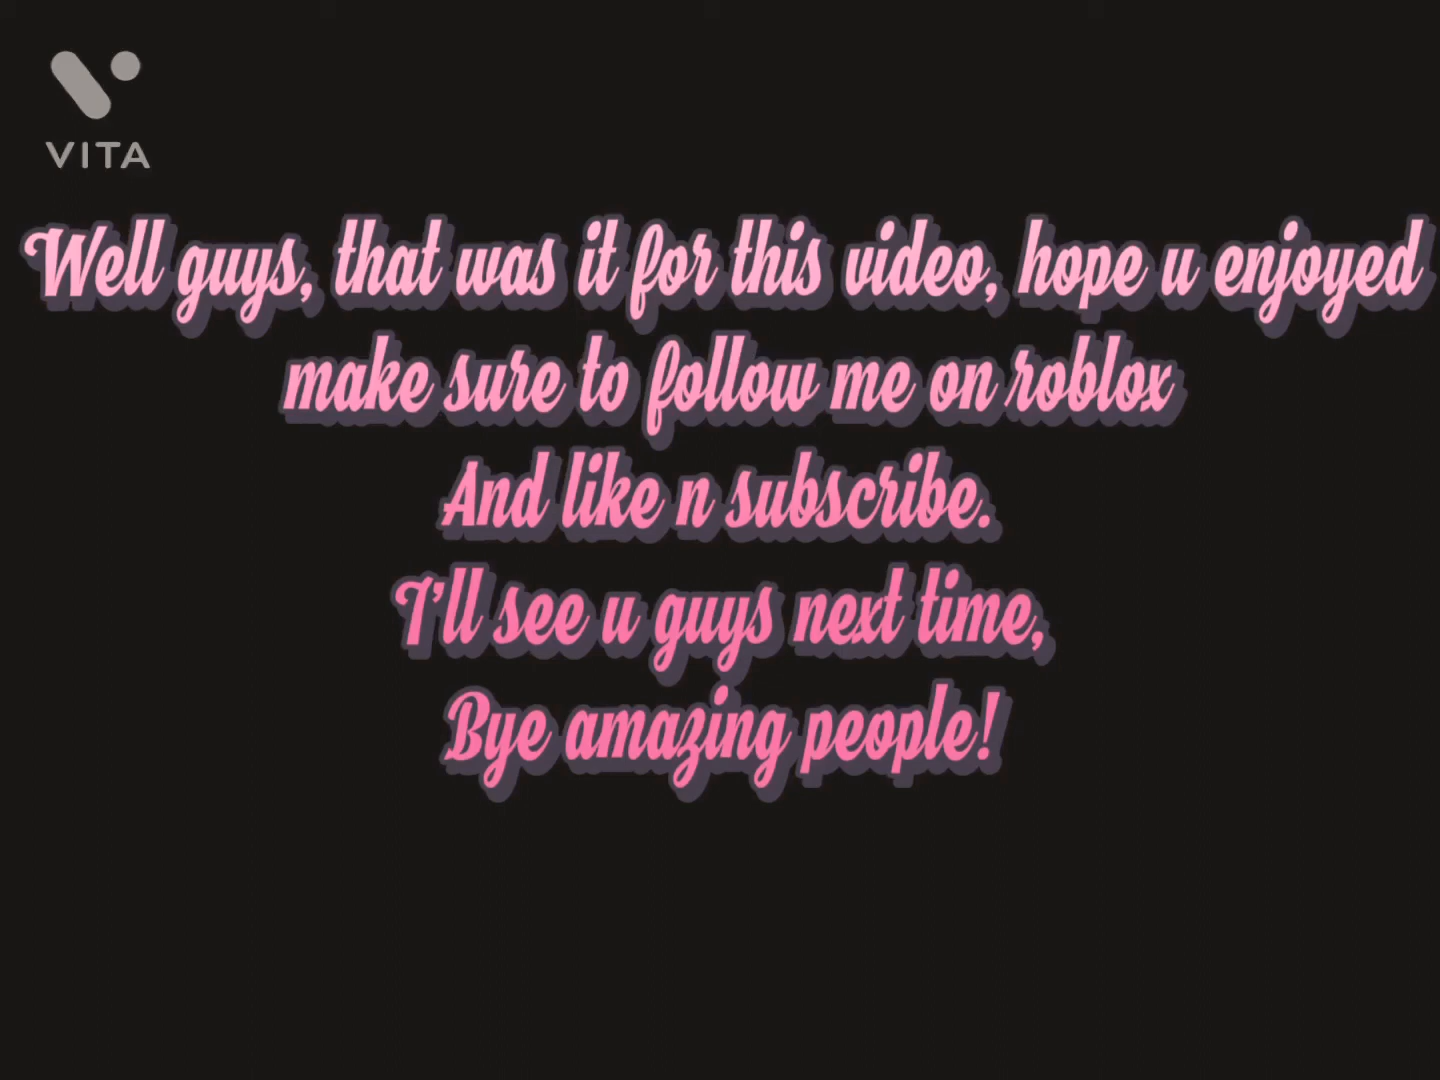 VITA
Well guys, that was it for this video, hope u enjoyed
make sure to follow me on roblox
And like n subscribe.
I'll see u guys next time,
Bye amazing people!